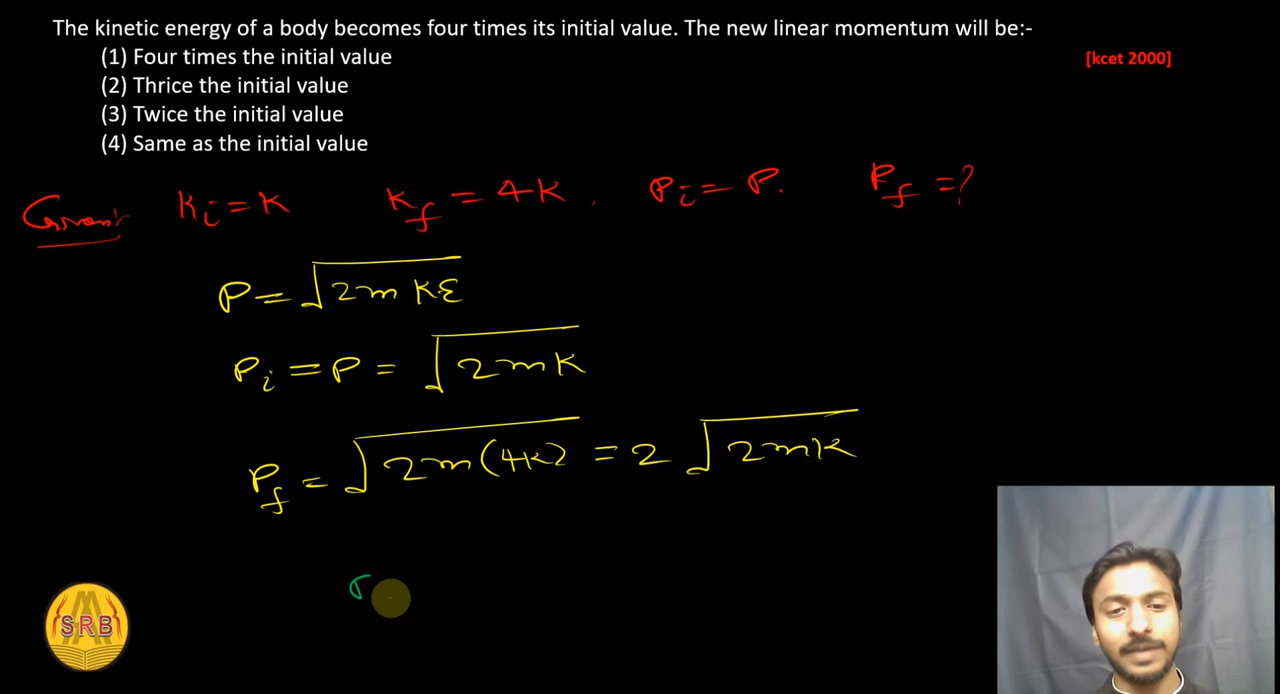 The kinetic energy of a body becomes four times its initial value. The new linear momentum will be:-
(1) Four times the initial value
[kcet 2000]
(2) Thrice the initial value
(3) Twice the initial value
(4) Same as the initial value
Given: Ki = K Kf = 4K, Pi = P. Pf = ?
P = √2m KE
Pi = P = √2mK
Pf = √2m(4K) = 2 √2mK
SRB